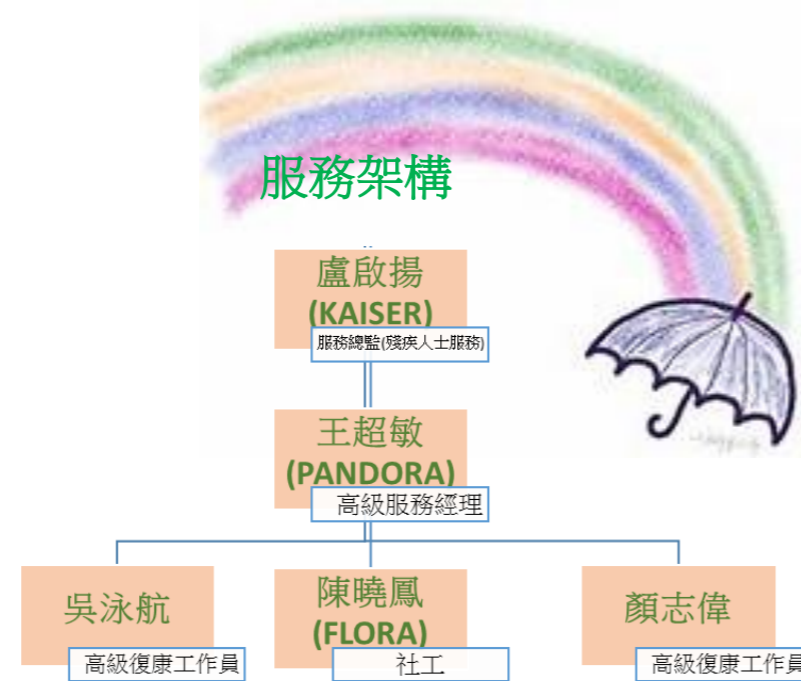 服務架構
盧啟揚
(KAISER)
服務總監(殘疾人士服務)
王超敏
(PANDORA)
高級服務經理
吳泳航
高級復康工作員
陳曉鳳
(FLORA)
社工
顏志偉
高級復康工作員